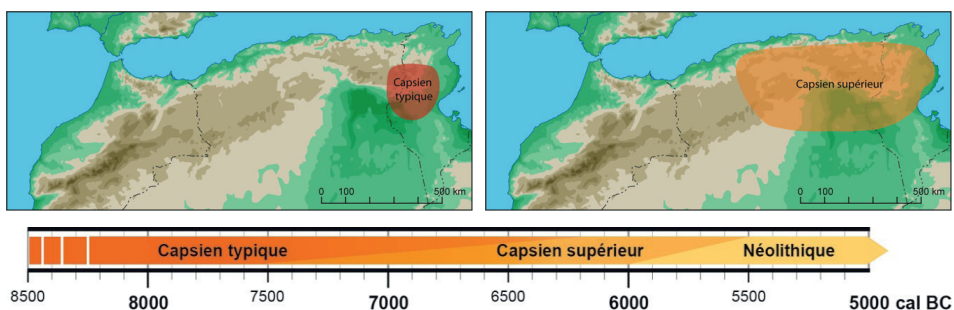 Capsien
typique
0 100 500 km
Capsien supérieur
0 100 500 km
Capsien typique Capsien supérieur Néolithique
8500 8000 7500 7000 6500 6000 5500 5000 cal BC